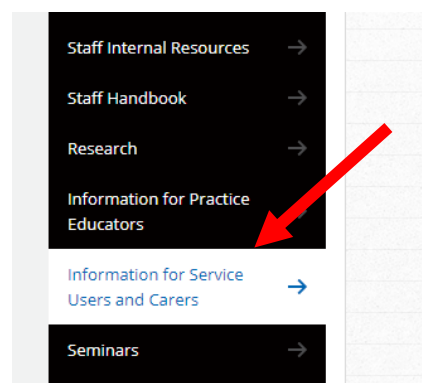 Staff Internal Resources
Staff Handbook
Research
Information for Practice
Educators
Information for Service
Users and Carers
Seminars